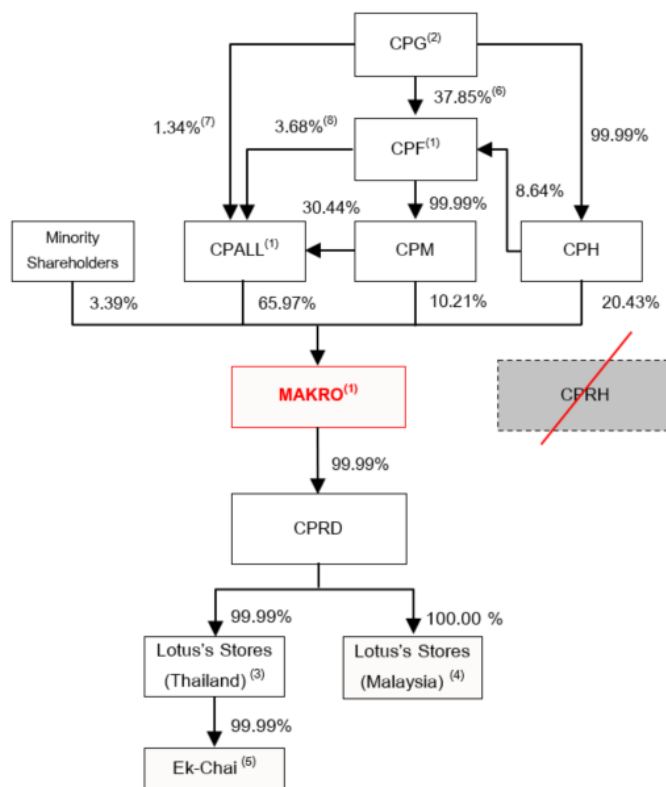 CPG(2)
37.85%(6)
1.34%(7)
3.68%(8)
99.99%
CPF(1)
8.64%
30.44%
99.99%
Minority
Shareholders
CPALL(1)
CPM
CPH
3.39%
65.97%
10.21%
20.43%
MAKRO(1)
CPRH
99.99%
CPRD
99.99%
100.00 %
Lotus's Stores
(Thailand) (3)
Lotus's Stores
(Malaysia) (4)
99.99%
Ek-Chai (5)